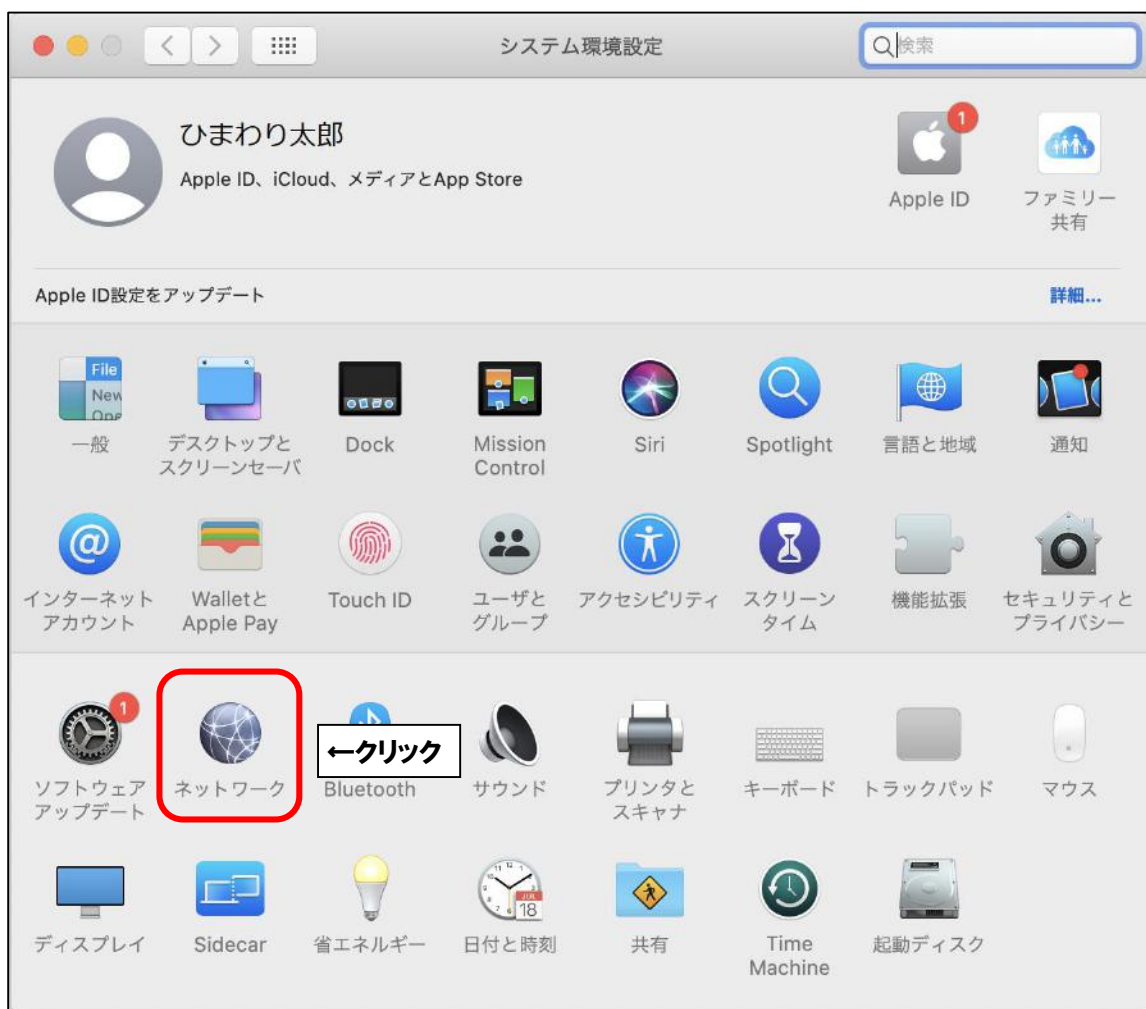 システム環境設定
検索
ひまわり太郎
Apple ID、iCloud、メディアとApp Store
1
Apple ID
ファミリー
共有
Apple ID設定をアップデート
詳細...
File
New
Ope
一般
デスクトップと
スクリーンセーバ
Dock
Mission
Control
Siri
Spotlight
言語と地域
通知
@
インターネット
アカウント
Walletと
Apple Pay
Touch ID
ユーザと
グループ
アクセシビリティ
スクリーン
タイム
機能拡張
セキュリティと
プライバシー
1
ソフトウェア
アップデート
ネットワーク
←クリック
Bluetooth
サウンド
プリンタと
スキャナ
キーボード
トラックパッド
マウス
ディスプレイ
Sidecar
省エネルギー
JUL
18
日付と時刻
共有
Time
Machine
起動ディスク